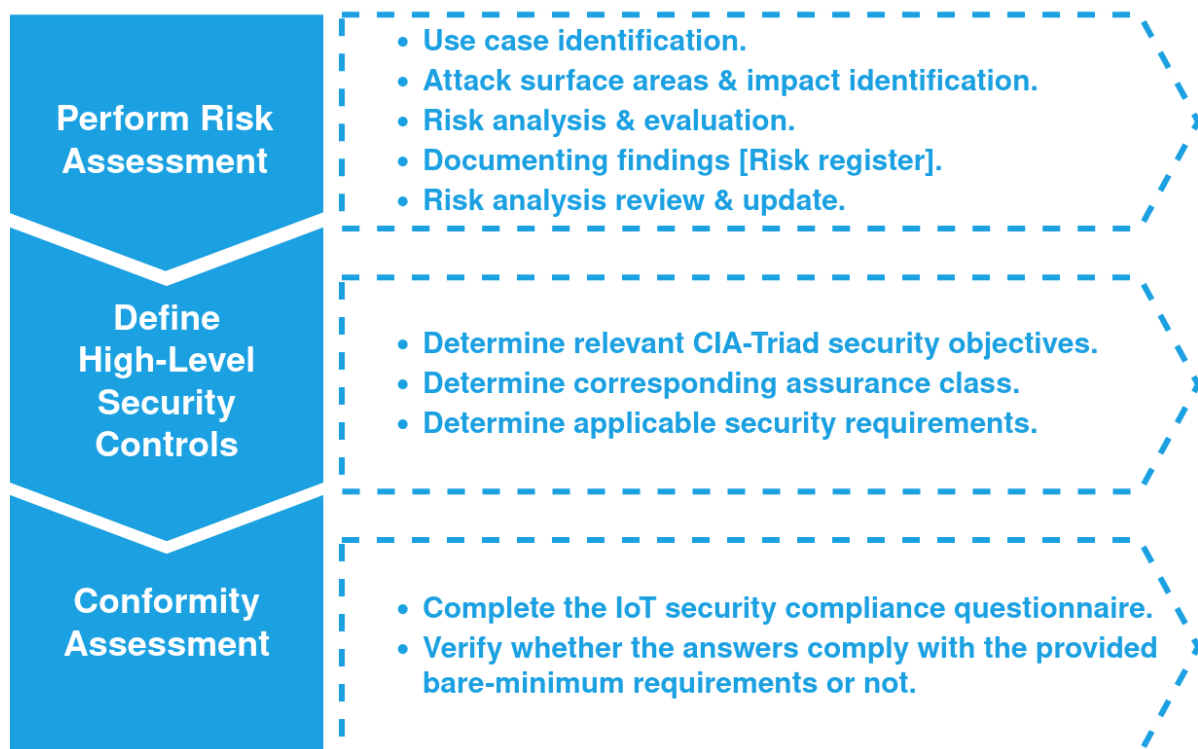 Perform Risk
Assessment
• Use case identification.
• Attack surface areas & impact identification.
• Risk analysis & evaluation.
• Documenting findings [Risk register].
• Risk analysis review & update.
Define
High-Level
Security
Controls
• Determine relevant CIA-Triad security objectives.
• Determine corresponding assurance class.
• Determine applicable security requirements.
Conformity
Assessment
• Complete the IoT security compliance questionnaire.
• Verify whether the answers comply with the provided
bare-minimum requirements or not.